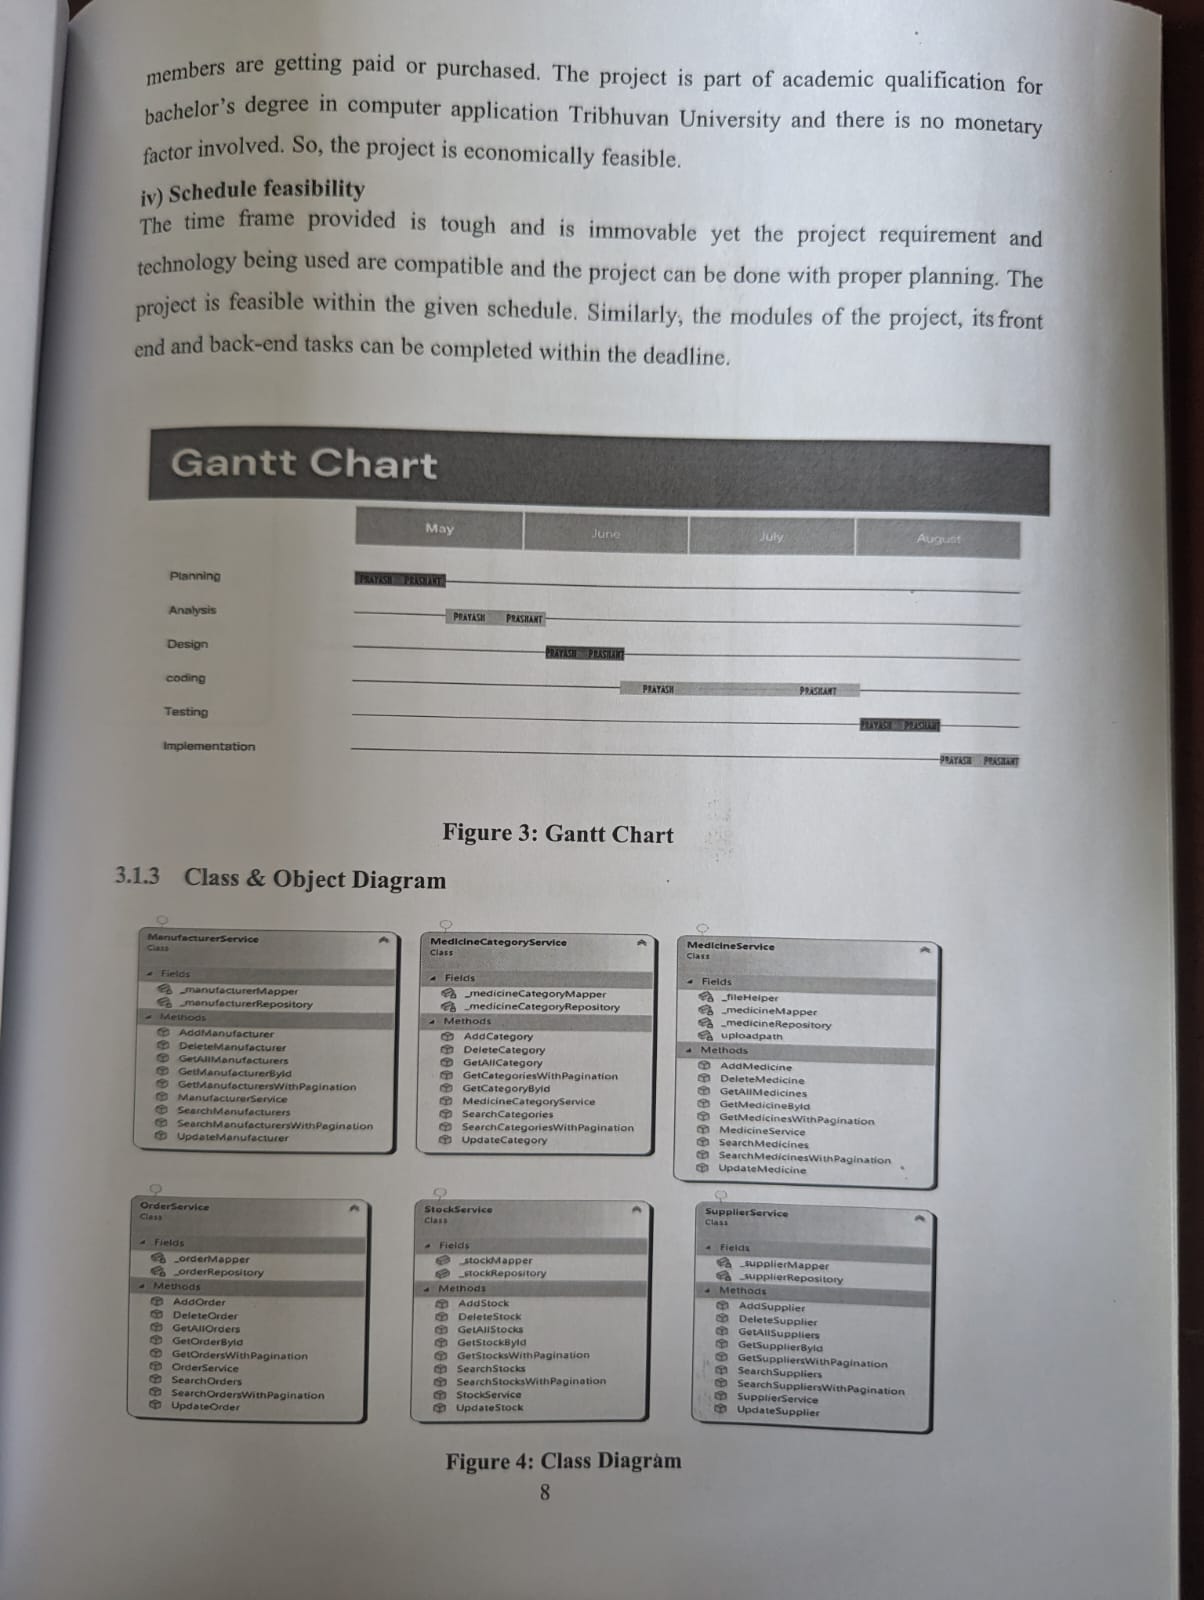 members are getting paid or purchased. The project is part of academic qualification for
bachelor's degree in computer application Tribhuvan University and there is no monetary
factor involved. So, the project is economically feasible.
iv) Schedule feasibility
The time frame provided is tough and is immovable yet the project requirement and
technology being used are compatible and the project can be done with proper planning. The
project is feasible within the given schedule. Similarly, the modules of the project, its front
end and back-end tasks can be completed within the deadline.
Gantt Chart
May June July August
Planning PRAYASH PRASHANT
Analysis PRAYASH PRASHANT
Design PRAYASH PRASHANT
coding PRAYASH PRASHANT
Testing PRAYASH PRASHANT
Implementation PRAYASH PRASHANT
Figure 3: Gantt Chart
3.1.3 Class & Object Diagram
ManufacturerService
Class
Fields
_manufacturerMapper
_manufacturerRepository
Methods
AddManufacturer
DeleteManufacturer
GetAllManufacturers
GetManufacturerById
GetManufacturersWithPagination
ManufacturerService
SearchManufacturers
SearchManufacturersWithPagination
UpdateManufacturer
MedicineCategoryService
Class
Fields
_medicineCategoryMapper
_medicineCategoryRepository
Methods
AddCategory
DeleteCategory
GetAllCategory
GetCategoriesWithPagination
GetCategoryById
MedicineCategoryService
SearchCategories
SearchCategoriesWithPagination
UpdateCategory
MedicineService
Class
Fields
_fileHelper
_medicineMapper
_medicineRepository
uploadpath
Methods
AddMedicine
DeleteMedicine
GetAllMedicines
GetMedicineById
GetMedicinesWithPagination
MedicineService
SearchMedicines
SearchMedicinesWithPagination
UpdateMedicine
OrderService
Class
Fields
_orderMapper
_orderRepository
Methods
AddOrder
DeleteOrder
GetAllOrders
GetOrderById
GetOrdersWithPagination
OrderService
SearchOrders
SearchOrdersWithPagination
UpdateOrder
StockService
Class
Fields
_stockMapper
_stockRepository
Methods
AddStock
DeleteStock
GetAllStocks
GetStockById
GetStocksWithPagination
SearchStocks
SearchStocksWithPagination
StockService
UpdateStock
SupplierService
Class
Fields
_supplierMapper
_supplierRepository
Methods
AddSupplier
DeleteSupplier
GetAllSuppliers
GetSupplierById
GetSuppliersWithPagination
SearchSuppliers
SearchSuppliersWithPagination
SupplierService
UpdateSupplier
Figure 4: Class Diagram
8